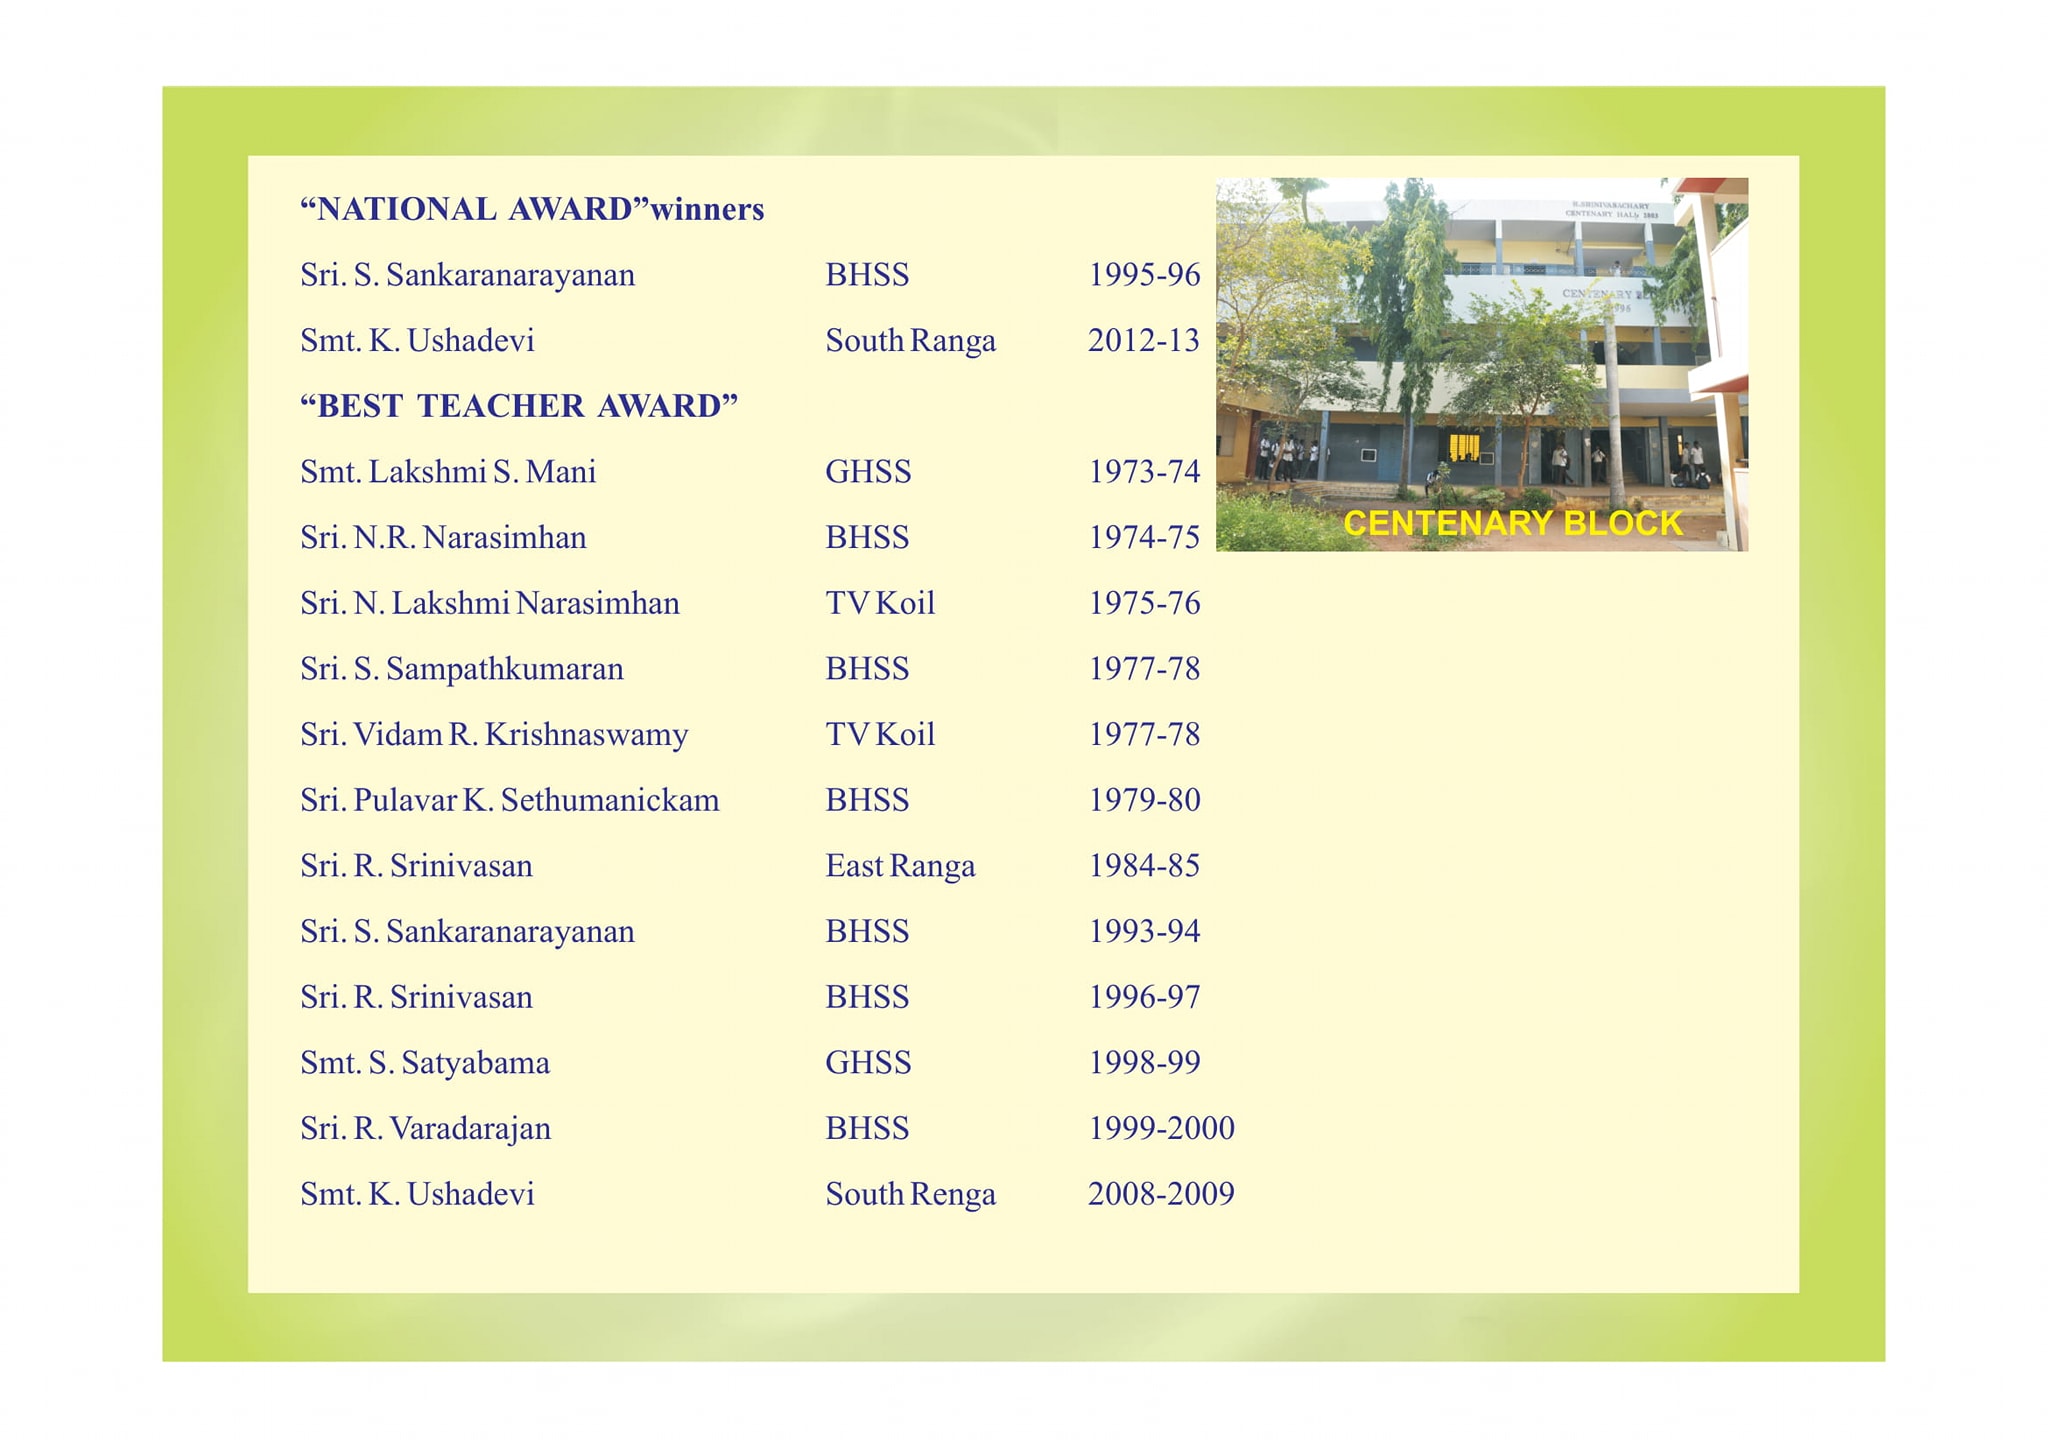 “NATIONAL AWARD”winners
Sri. S. Sankaranarayanan BHSS 1995-96
Smt. K. Ushadevi South Ranga 2012-13
“BEST TEACHER AWARD”
Smt. Lakshmi S. Mani GHSS 1973-74
Sri. N.R. Narasimhan BHSS 1974-75
Sri. N. Lakshmi Narasimhan TV Koil 1975-76
Sri. S. Sampathkumaran BHSS 1977-78
Sri. Vidam R. Krishnaswamy TV Koil 1977-78
Sri. Pulavar K. Sethumanickam BHSS 1979-80
Sri. R. Srinivasan East Ranga 1984-85
Sri. S. Sankaranarayanan BHSS 1993-94
Sri. R. Srinivasan BHSS 1996-97
Smt. S. Satyabama GHSS 1998-99
Sri. R. Varadarajan BHSS 1999-2000
Smt. K. Ushadevi South Renga 2008-2009
CENTENARY HALL 2003
CENTENARY
CENTENARY BLOCK